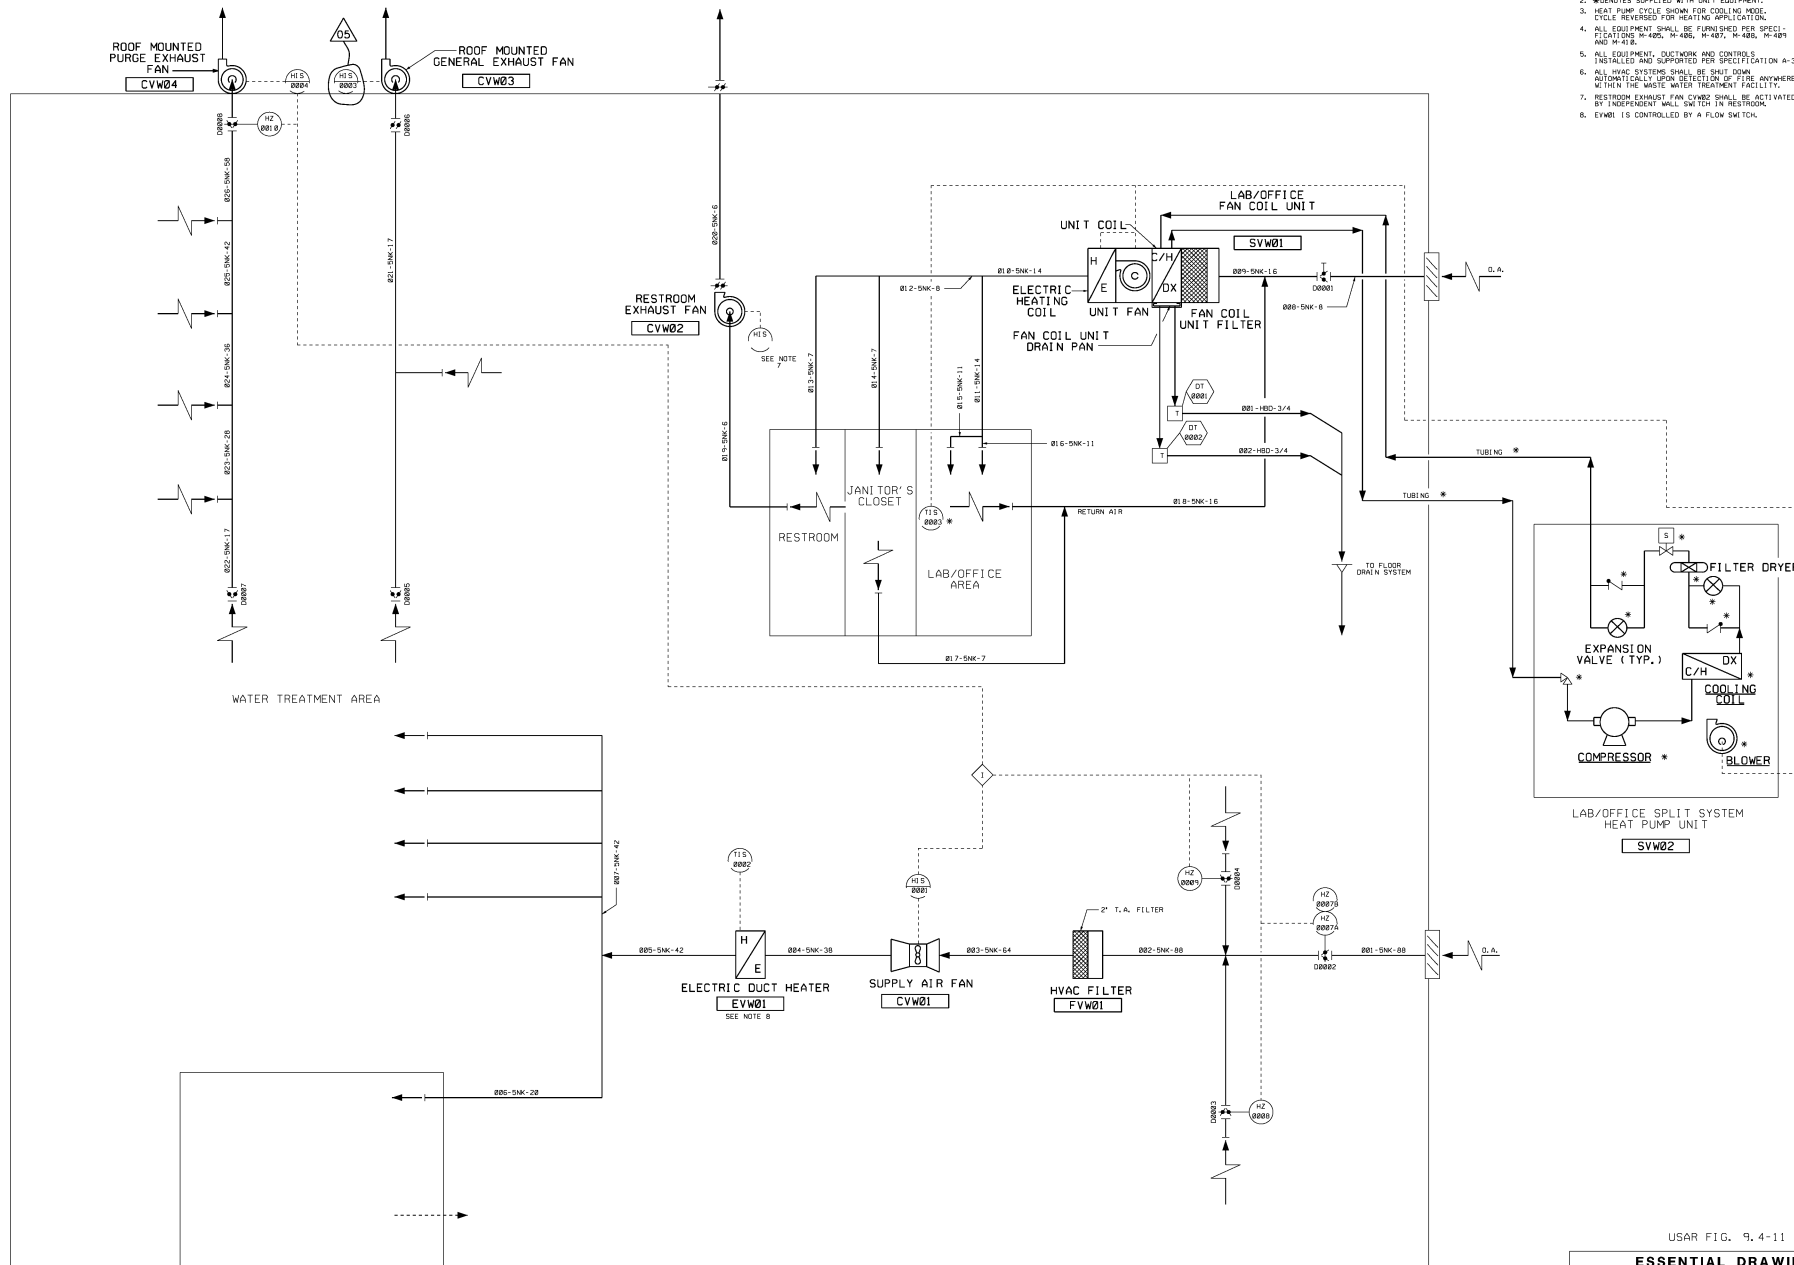 2. *DENOTES SUPPLIED WITH UNIT EQUIPMENT.
3. HEAT PUMP CYCLE SHOWN FOR COOLING MODE.
CYCLE REVERSED FOR HEATING APPLICATION.
4. ALL EQUIPMENT SHALL BE FURNISHED PER SPECI-
FICATIONS M-405, M-406, M-407, M-408, M-409
AND M-410.
5. ALL EQUIPMENT, DUCTWORK AND CONTROLS
INSTALLED AND SUPPORTED PER SPECIFICATION A-3
6. ALL HVAC SYSTEMS SHALL BE SHUT DOWN
AUTOMATICALLY UPON DETECTION OF FIRE ANYWHERE
WITHIN THE WASTE WATER TREATMENT FACILITY.
7. RESTROOM EXHAUST FAN CVW02 SHALL BE ACTIVATED
BY INDEPENDENT WALL SWITCH IN RESTROOM.
8. EVW01 IS CONTROLLED BY A FLOW SWITCH.
05
ROOF MOUNTED
PURGE EXHAUST
FAN
CVW04
HIS
0004
HIS
0003
ROOF MOUNTED
GENERAL EXHAUST FAN
CVW03
D0008
HZ
0010
D0006
026-5NK-58
025-5NK-42
024-5NK-36
023-5NK-28
022-5NK-17
D0007
021-5NK-17
D0005
WATER TREATMENT AREA
020-5NK-6
RESTROOM
EXHAUST FAN
CVW02
HIS
SEE NOTE
7
019-5NK-6
LAB/OFFICE
FAN COIL UNIT
SVW01
UNIT COIL
H
E
C
C/H
DX
010-5NK-14
012-5NK-8
ELECTRIC
HEATING
COIL
UNIT FAN
FAN COIL
UNIT FILTER
FAN COIL UNIT
DRAIN PAN
009-5NK-16
D0001
008-5NK-8
O.A.
013-5NK-7
014-5NK-7
015-5NK-11
011-5NK-14
016-5NK-11
DT
0001
T
001-HBD-3/4
DT
0002
T
002-HBD-3/4
TUBING *
TUBING *
JANITOR'S
CLOSET
RESTROOM
TIS
0003 *
LAB/OFFICE
AREA
018-5NK-16
RETURN AIR
017-5NK-7
TO FLOOR
DRAIN SYSTEM
S *
FILTER DRYER
*
*
*
*
*
EXPANSION
VALVE (TYP.)
C/H
DX
*
COOLING
COIL
*
COMPRESSOR *
*
BLOWER
LAB/OFFICE SPLIT SYSTEM
HEAT PUMP UNIT
SVW02
I
007-5NK-42
TIS
0002
HIS
0001
HZ
0009
D0004
HZ
0007B
HZ
0007A
2" T.A. FILTER
005-5NK-42
H
E
004-5NK-38
003-5NK-64
002-5NK-88
D0002
001-5NK-88
O.A.
ELECTRIC DUCT HEATER
EVW01
SEE NOTE 8
SUPPLY AIR FAN
CVW01
HVAC FILTER
FVW01
006-5NK-20
D0003
HZ
0008
USAR FIG. 9.4-11
ESSENTIAL DRAWI